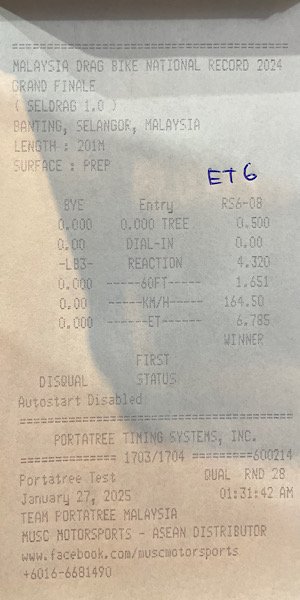 ================================
MALAYSIA DRAG BIKE NATIONAL RECORD 2024
GRAND FINALE
( SELDRAG 1.0 )
BANTING, SELANGOR, MALAYSIA
LENGTH : 201M
SURFACE : PREP
ET 6
BYE Entry RS6-08
0.000 0.000 TREE 0.500
0.00 DIAL-IN 0.00
-LB3- REACTION 4.320
0.000 -----60FT----- 1.651
0.00 -----KM/H----- 164.50
0.000 ------ET------ 6.785
WINNER
FIRST
DISQUAL STATUS
Autostart Disabled
================================
PORTATREE TIMING SYSTEMS, INC.
============== 1703/1704 =========600214
Portatree Test QUAL RND 28
January 27, 2025 01:31:42 AM
TEAM PORTATREE MALAYSIA
MUSC MOTORSPORTS - ASEAN DISTRIBUTOR
www.facebook.com/muscmotorsports
+6016-6681490